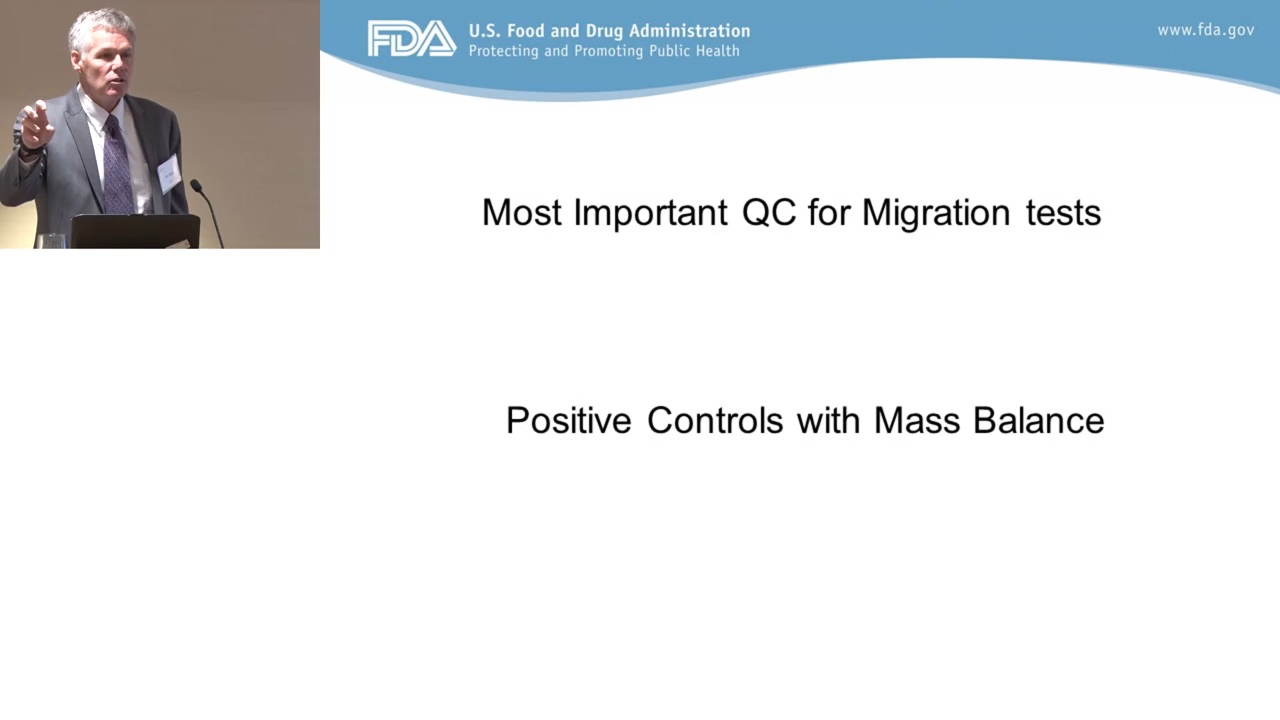 FDA
U.S. Food and Drug Administration
Protecting and Promoting Public Health
www.fda.gov
Most Important QC for Migration tests
Positive Controls with Mass Balance